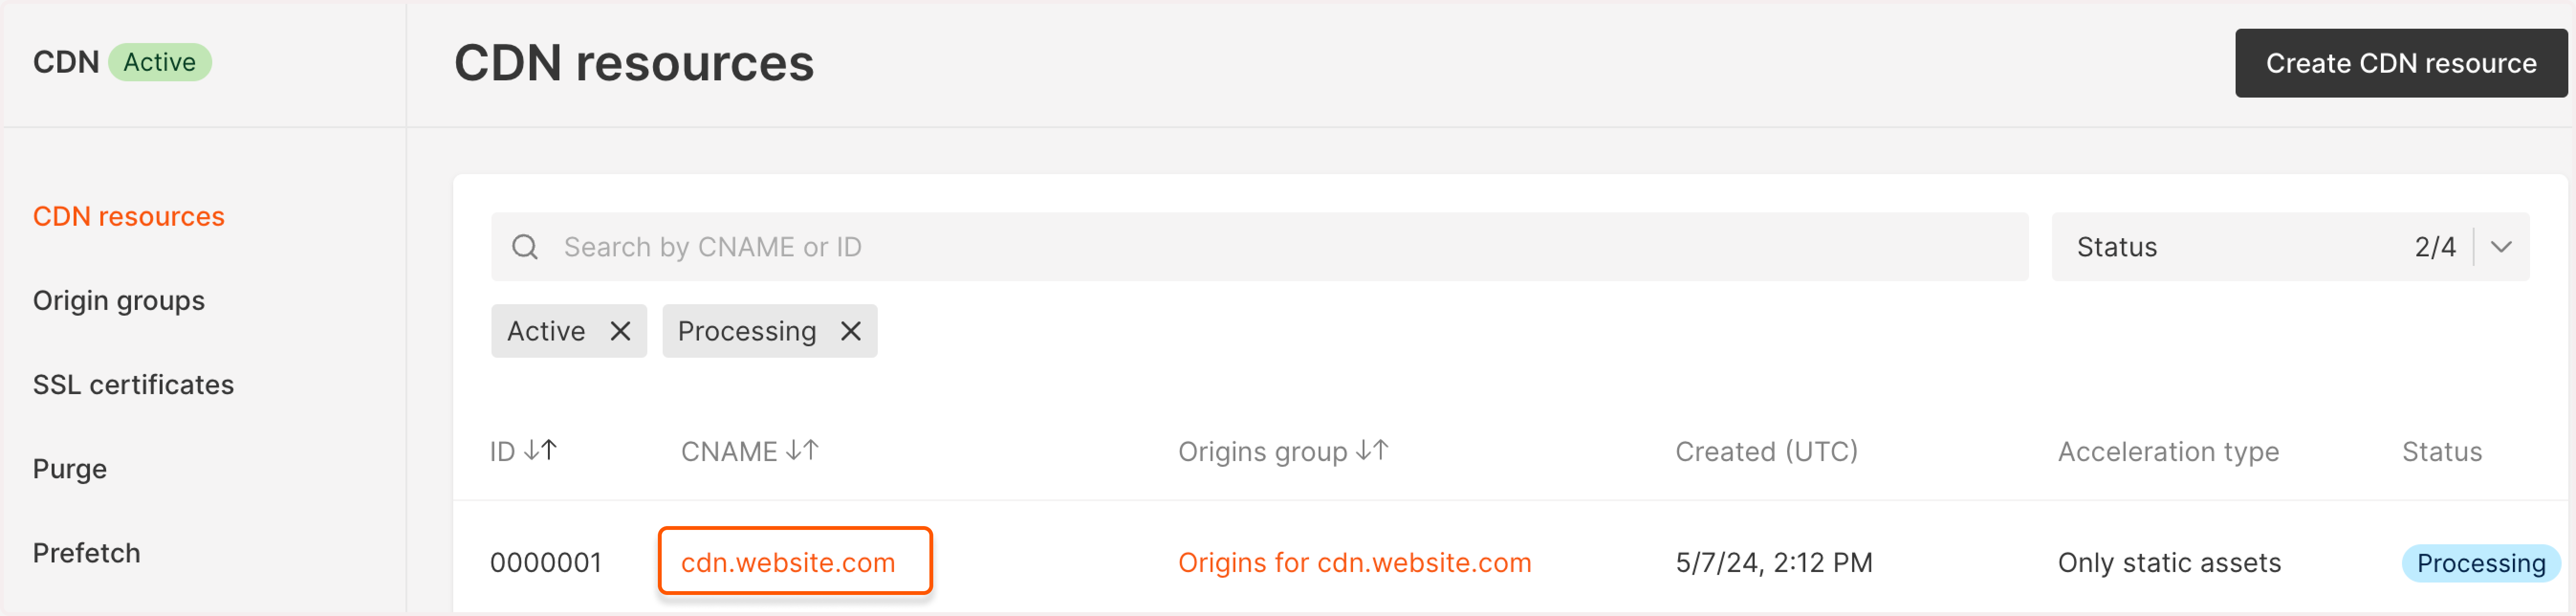 CDN Active
CDN resources
Create CDN resource
CDN resources
Origin groups
SSL certificates
Purge
Prefetch
Search by CNAME or ID
Status 2/4
Active Processing
ID CNAME Origins group Created (UTC) Acceleration type Status
0000001 cdn.website.com Origins for cdn.website.com 5/7/24, 2:12 PM Only static assets Processing